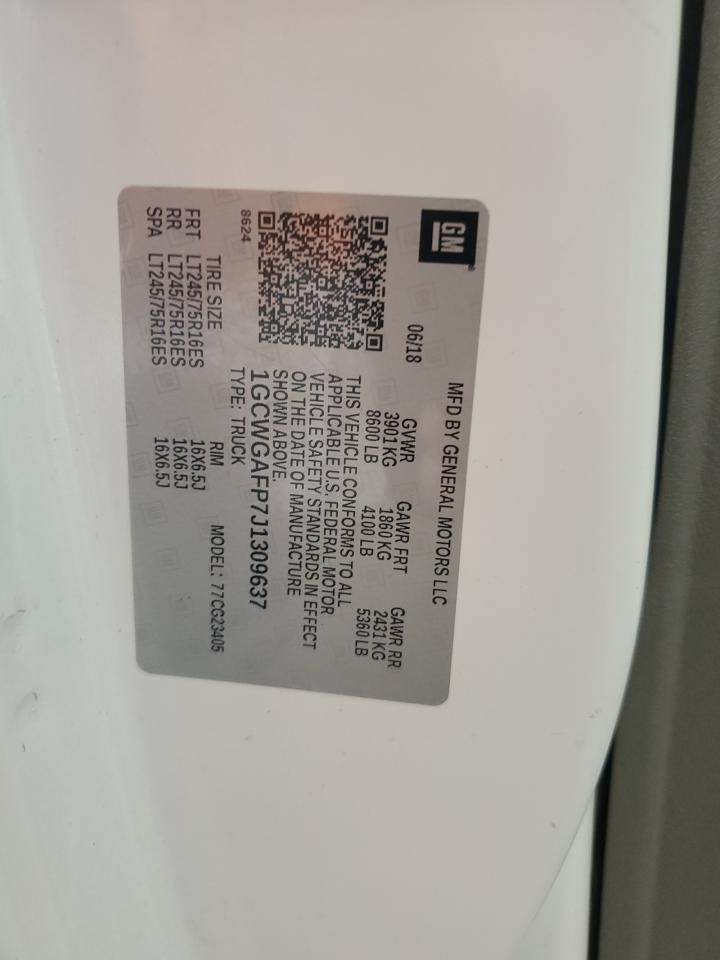 GM
MFD BY GENERAL MOTORS LLC
06/18
GVWR GAWR FRT GAWR RR
3901 KG 1860 KG 2431 KG
8600 LB 4100 LB 5360 LB
THIS VEHICLE CONFORMS TO ALL
APPLICABLE U.S. FEDERAL MOTOR
VEHICLE SAFETY STANDARDS IN EFFECT
ON THE DATE OF MANUFACTURE
SHOWN ABOVE.
1GCWGAFP7J1309637
8624
TYPE: TRUCK
TIRE SIZE RIM MODEL: 77CG23405
FRT LT245/75R16ES 16X6.5J
RR LT245/75R16ES 16X6.5J
SPA LT245/75R16ES 16X6.5J